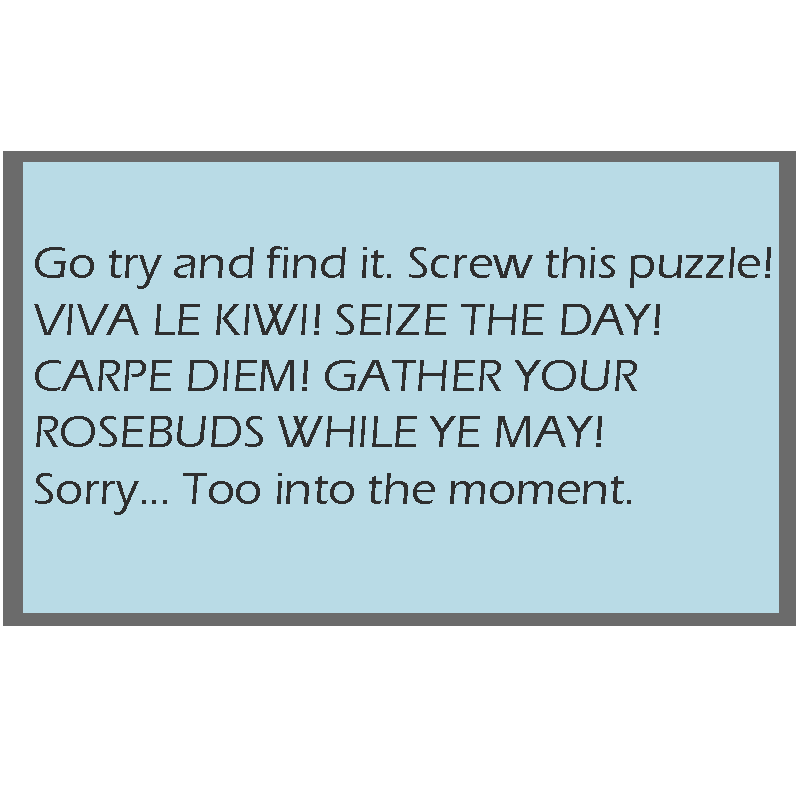 Go try and find it. Screw this puzzle!
VIVA LE KIWI! SEIZE THE DAY!
CARPE DIEM! GATHER YOUR
ROSEBUDS WHILE YE MAY!
Sorry... Too into the moment.